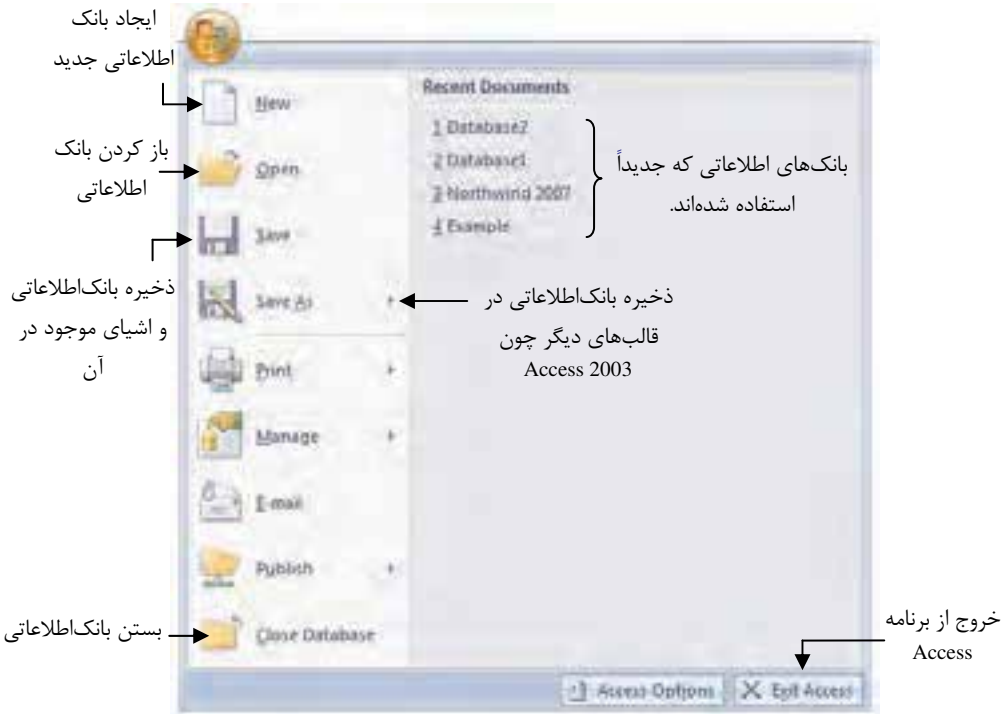 ایجاد بانک
اطلاعاتی جدید
New
باز کردن بانک
اطلاعاتی
Open
Save
ذخیره بانک‌اطلاعاتی
و اشیای موجود در
آن
Save As
ذخیره بانک‌اطلاعاتی در
قالب‌های دیگر چون
Access 2003
Print
Manage
E-mail
Publish
بستن بانک‌اطلاعاتی
Close Database
Recent Documents
1 Database2
2 Database1
3 Northwind 2007
4 Example
بانک‌های اطلاعاتی که جدیداً
استفاده شده‌اند.
خروج از برنامه
Access
Access Options
Exit Access